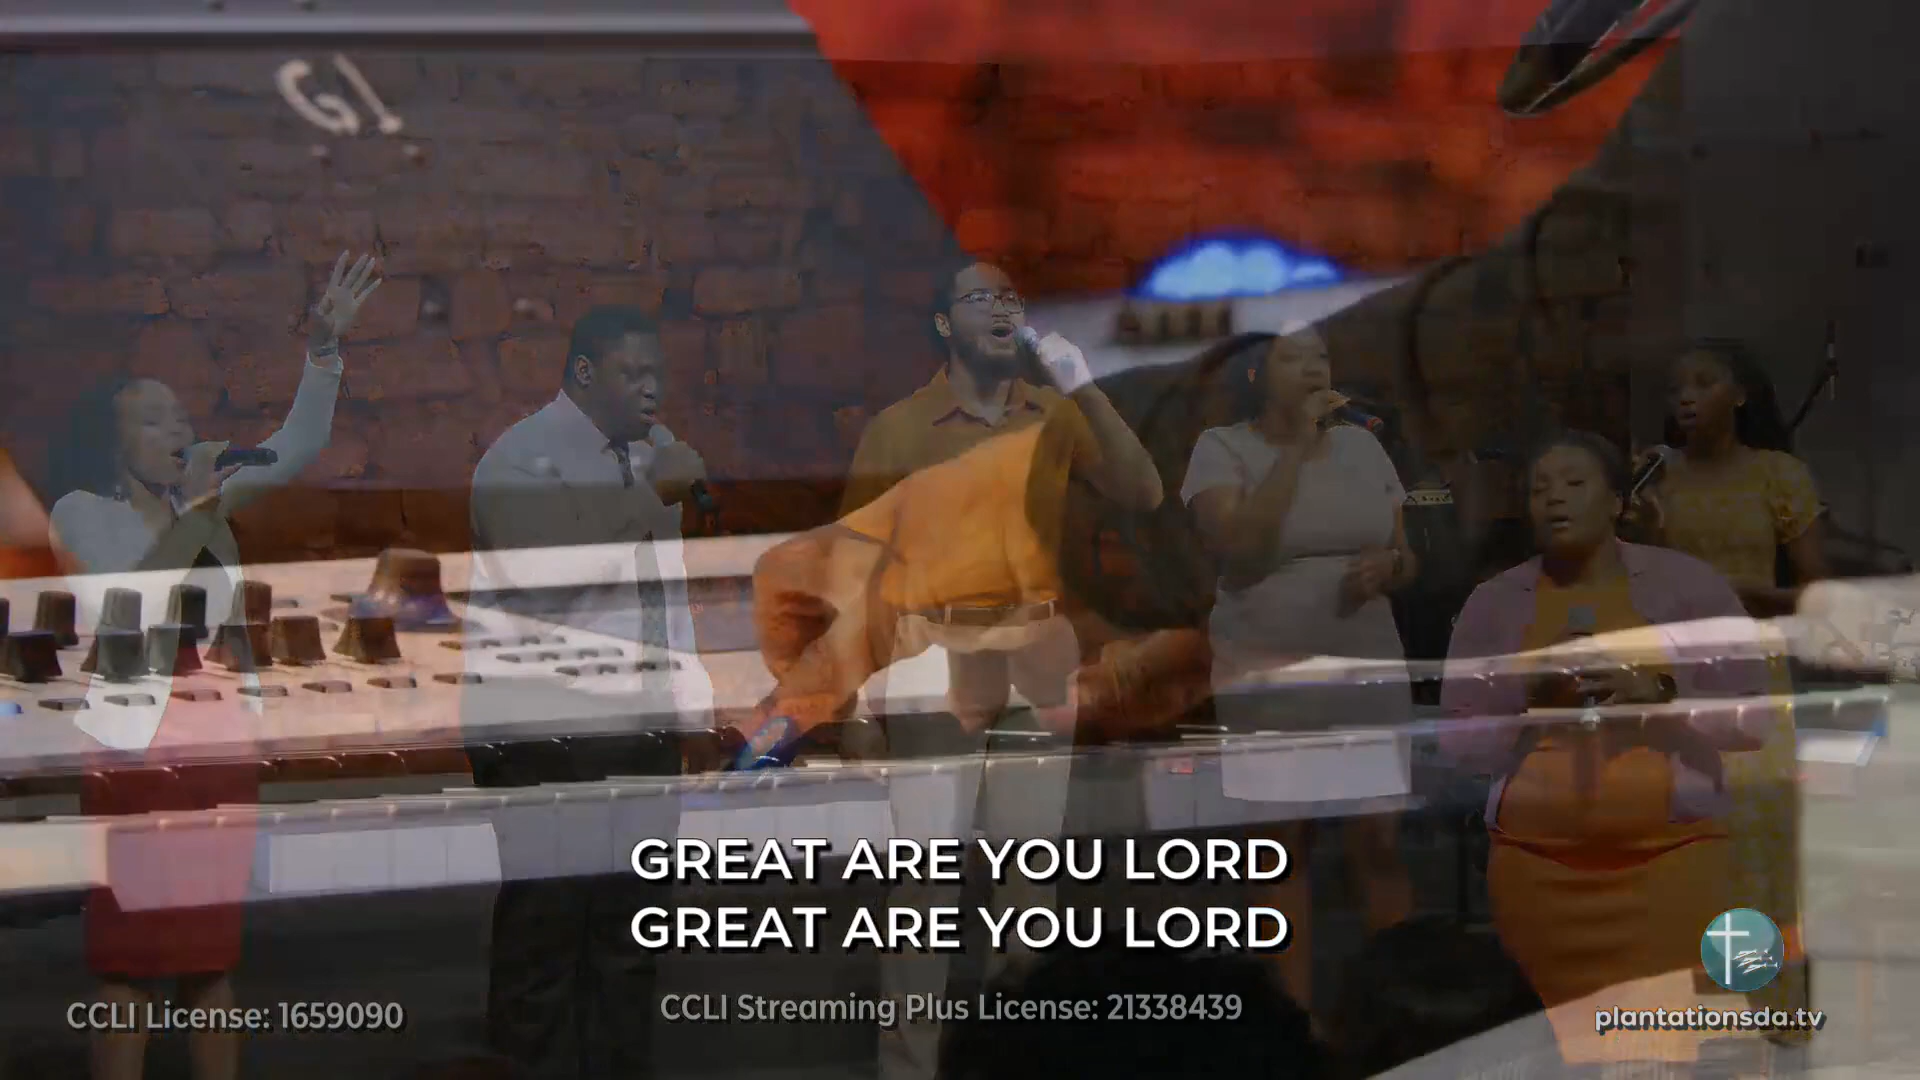 GREAT ARE YOU LORD
GREAT ARE YOU LORD
CCLI License: 1659090
CCLI Streaming Plus License: 21338439
plantationsda.tv